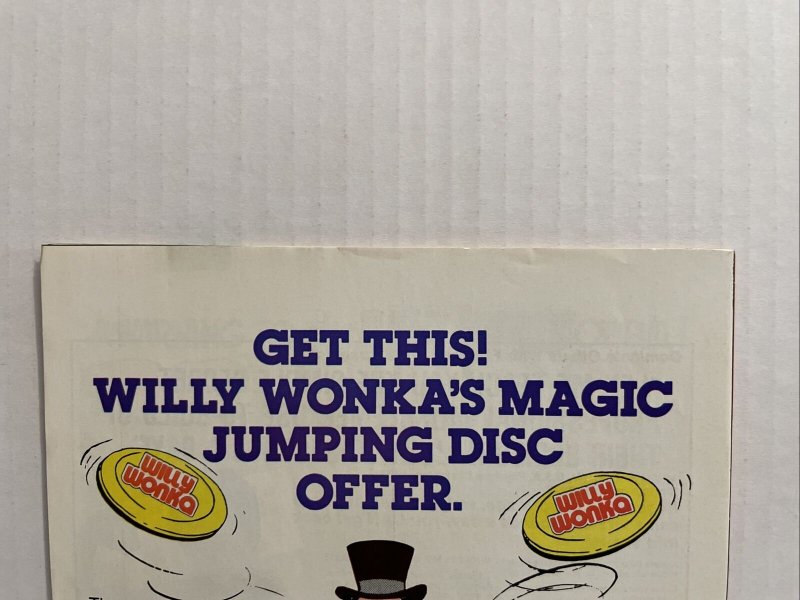 GET THIS!
WILLY WONKA'S MAGIC
JUMPING DISC
OFFER.
Willy
Wonka
Willy
Wonka